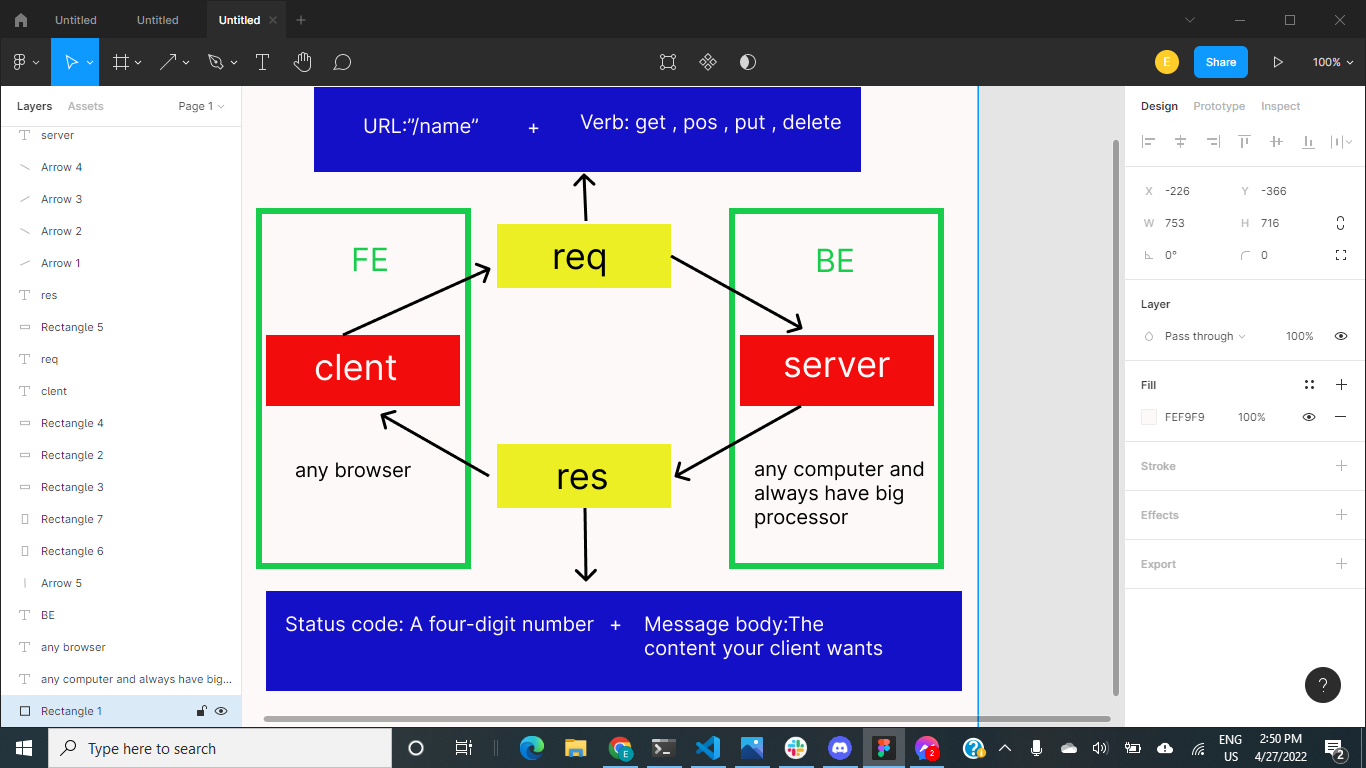 Untitled
Untitled
Untitled
Layers
Assets
Page 1
E
Share
100%
Design
Prototype
Inspect
server
Arrow 4
Arrow 3
Arrow 2
Arrow 1
res
Rectangle 5
req
clent
Rectangle 4
Rectangle 2
Rectangle 3
Rectangle 7
Rectangle 6
Arrow 5
BE
any browser
any computer and always have big...
Rectangle 1
URL:”/name”
+
Verb: get , pos , put , delete
FE
req
BE
clent
server
any browser
res
any computer and
always have big
processor
Status code: A four-digit number
+
Message body:The
content your client wants
X -226
Y -366
W 753
H 716
0°
0
Layer
Pass through
100%
Fill
FEF9F9
100%
Stroke
Effects
Export
?
Type here to search
E
2
ENG
US
2:50 PM
4/27/2022
2